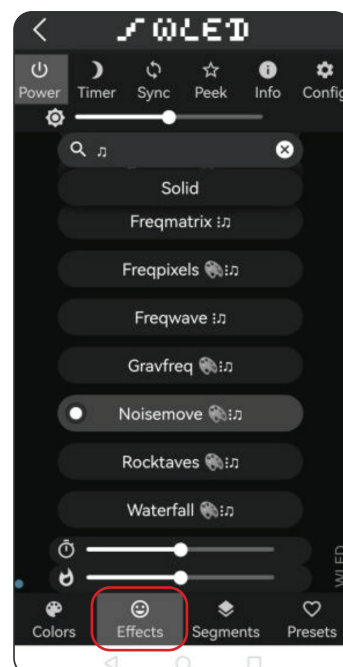 WLED
Power Timer Sync Peek Info Config
♫
Solid
Freqmatrix ⁝♫
Freqpixels 🎨⁝♫
Freqwave ⁝♫
Gravfreq 🎨⁝♫
Noisemove 🎨⁝♫
Rocktaves 🎨⁝♫
Waterfall 🎨⁝♫
WLED
Colors Effects Segments Presets